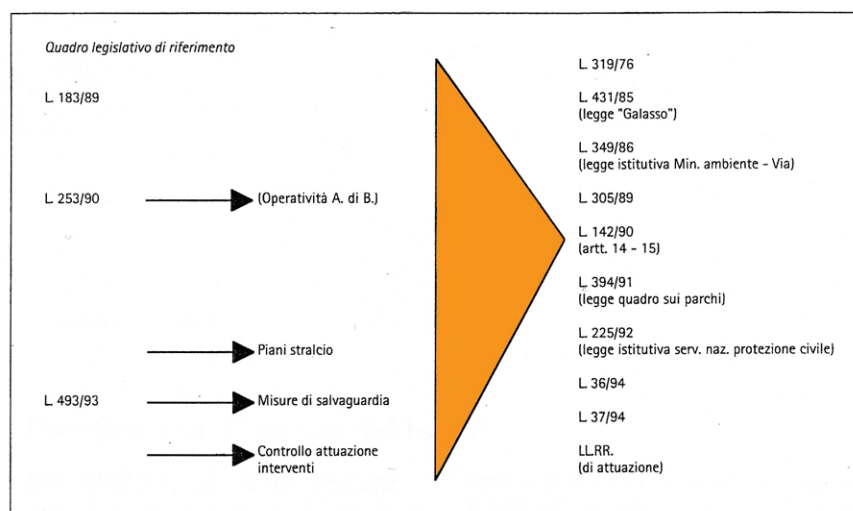 Quadro legislativo di riferimento
L. 183/89
L. 253/90
(Operatività A. di B.)
Piani stralcio
L. 493/93
Misure di salvaguardia
Controllo attuazione
interventi
L. 319/76
L. 431/85
(legge "Galasso")
L. 349/86
(legge istitutiva Min. ambiente - Via)
L. 305/89
L. 142/90
(artt. 14 - 15)
L. 394/91
(legge quadro sui parchi)
L. 225/92
(legge istitutiva serv. naz. protezione civile)
L. 36/94
L. 37/94
LL.RR.
(di attuazione)